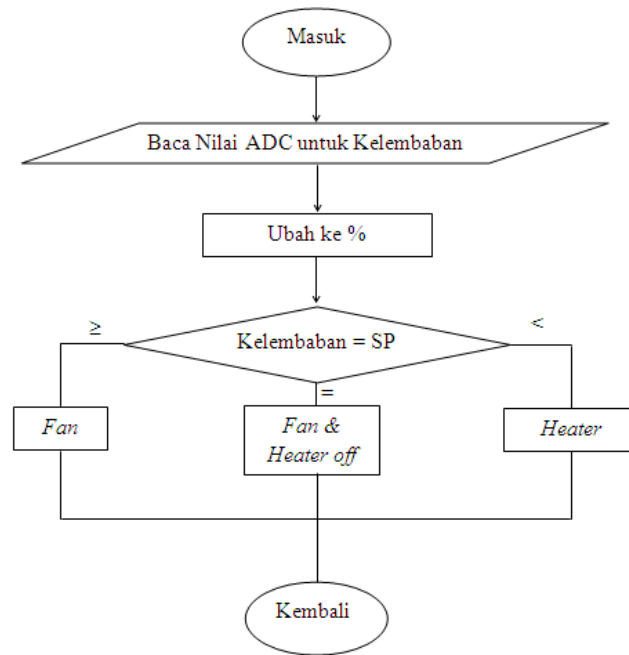 Masuk
Baca Nilai ADC untuk Kelembaban
Ubah ke %
≥
<
Kelembaban = SP
=
Fan
Fan &
Heater off
Heater
Kembali